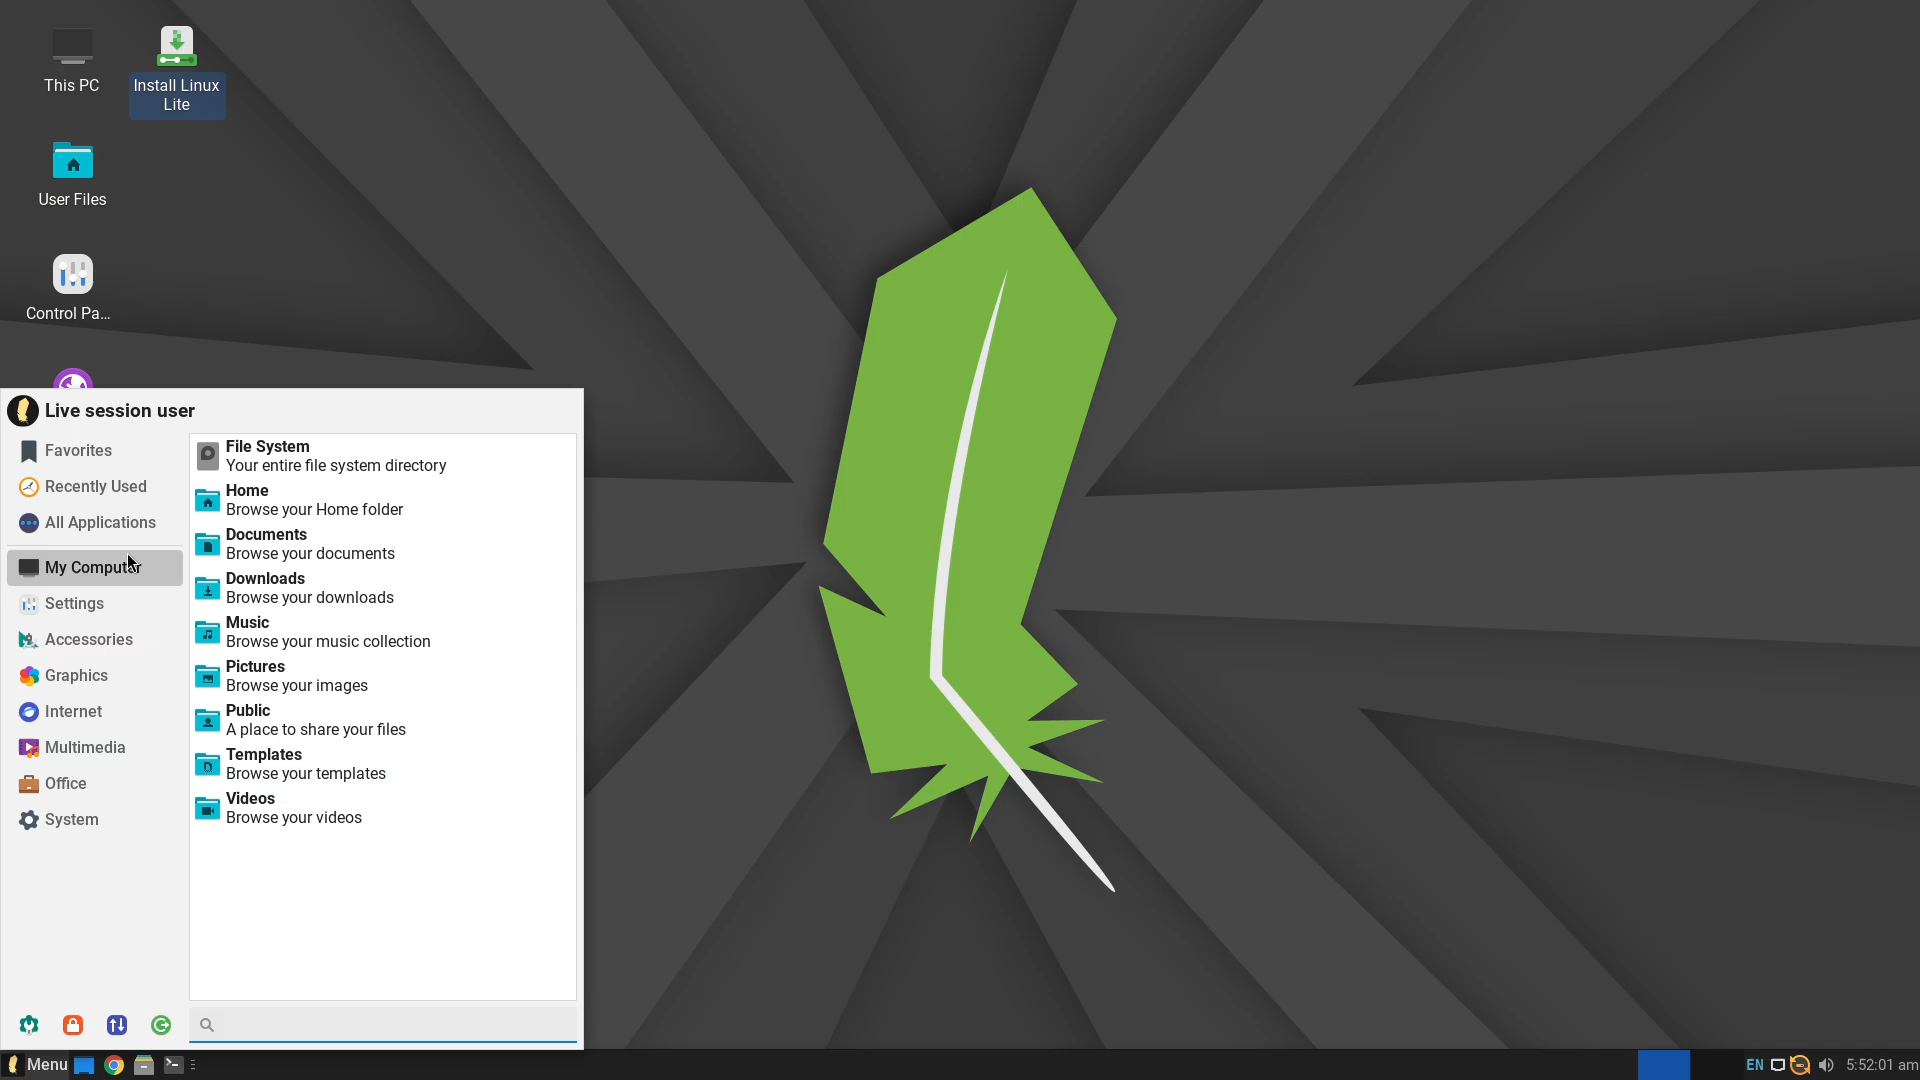 This PC
Install Linux
Lite
User Files
Control Pa...
Live session user
Favorites
Recently Used
All Applications
My Computer
Settings
Accessories
Graphics
Internet
Multimedia
Office
System
File System
Your entire file system directory
Home
Browse your Home folder
Documents
Browse your documents
Downloads
Browse your downloads
Music
Browse your music collection
Pictures
Browse your images
Public
A place to share your files
Templates
Browse your templates
Videos
Browse your videos
Menu
EN
5:52:01 am